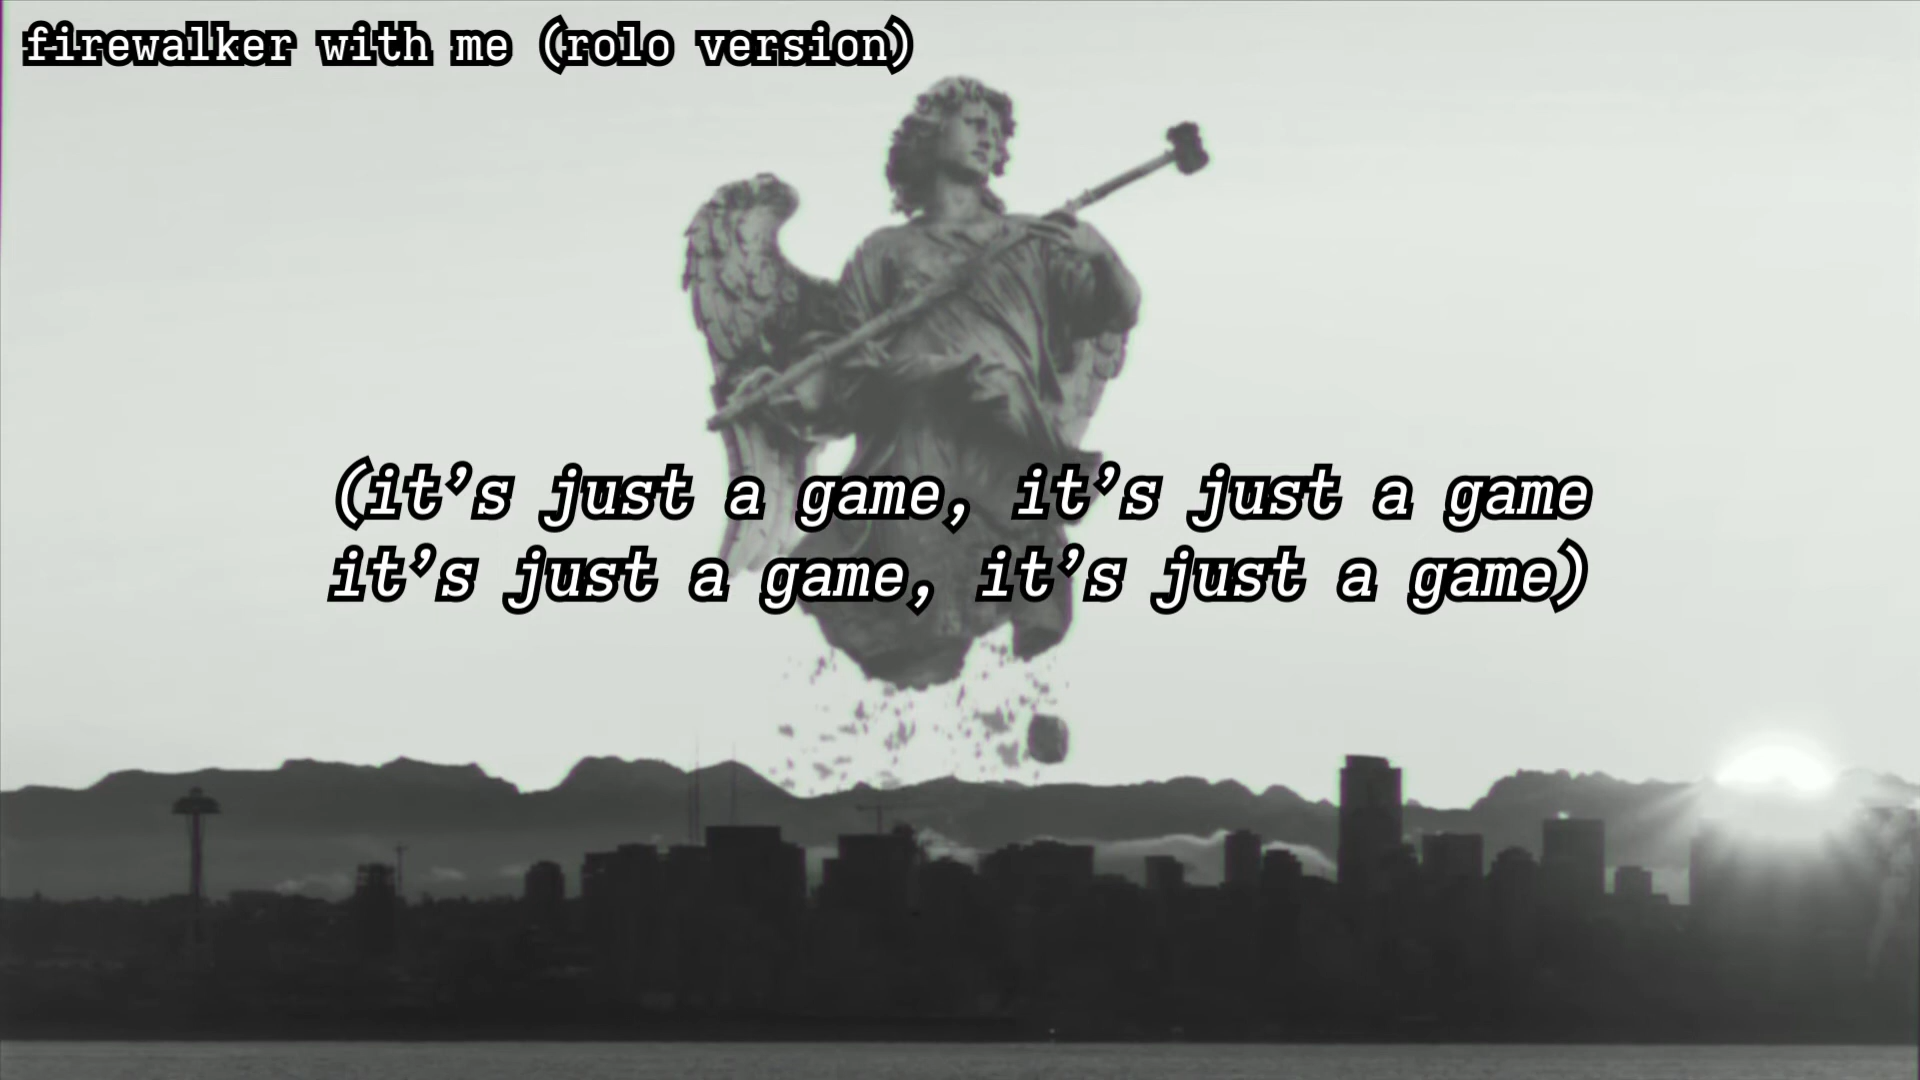 firewalker with me (rolo version)
(it’s just a game, it’s just a game
it’s just a game, it’s just a game)